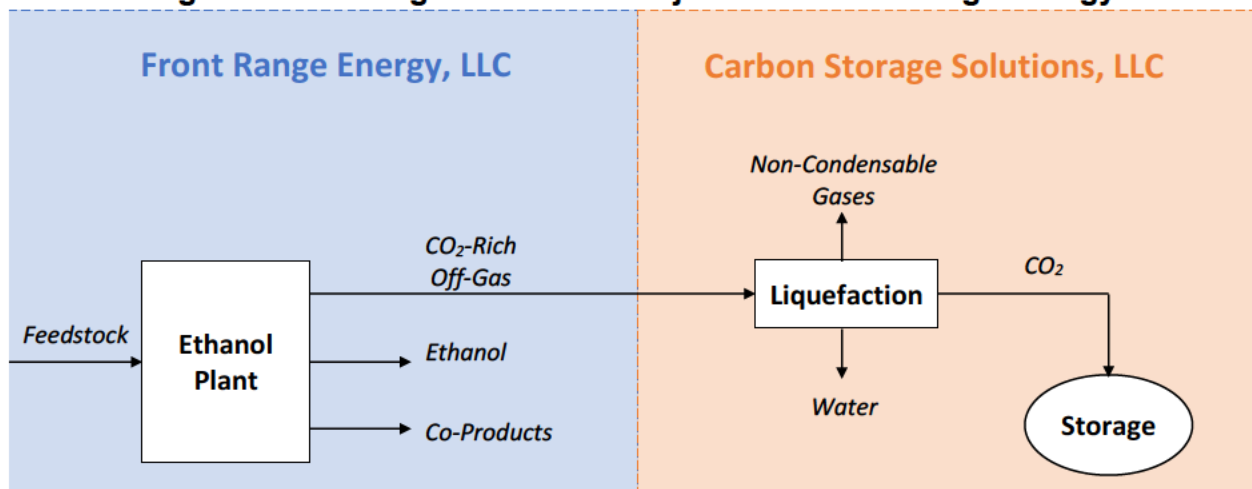 Front Range Energy, LLC
Carbon Storage Solutions, LLC
Non-Condensable
Gases
CO₂-Rich
Off-Gas
CO₂
Liquefaction
Feedstock
Ethanol
Plant
Ethanol
Water
Co-Products
Storage